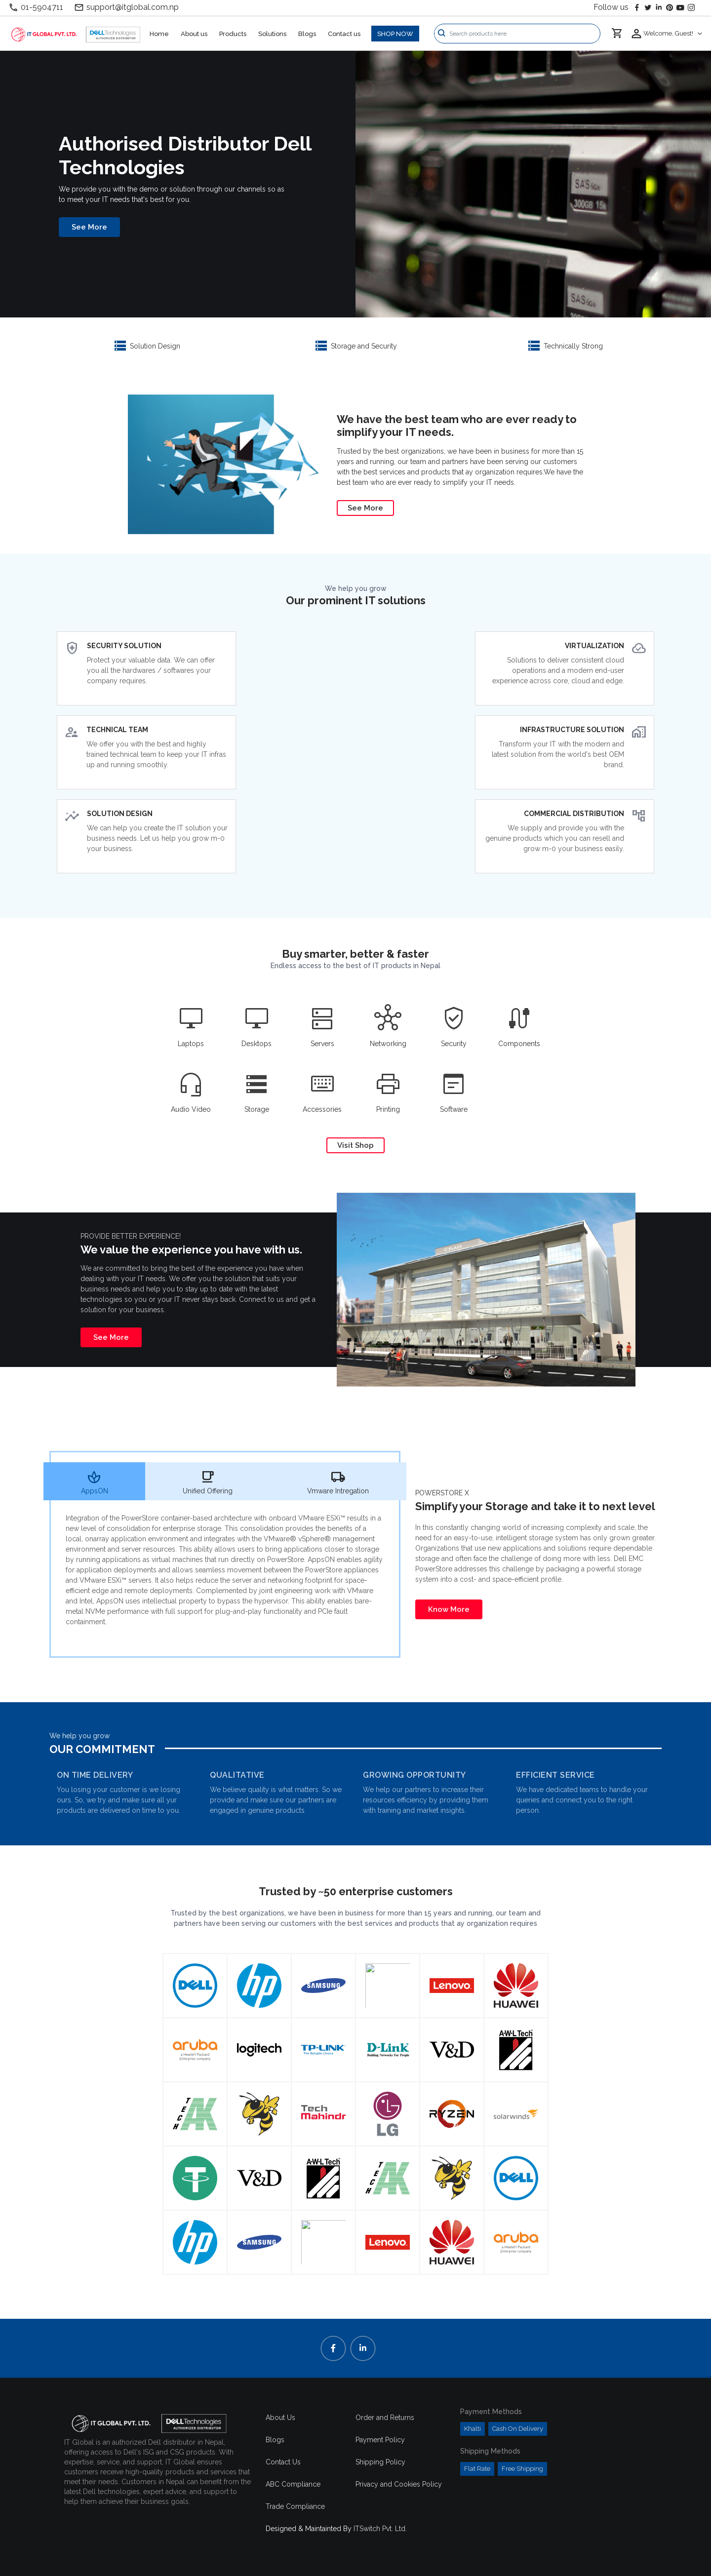 01-5904711
support@itglobal.com.np
Follow us
IT GLOBAL PVT. LTD.
DELLTechnologies
AUTHORIZED DISTRIBUTOR
Home
About us
Products
Solutions
Blogs
Contact us
SHOP NOW
Search products here
Welcome, Guest!
Authorised Distributor Dell
Technologies
We provide you with the demo or solution through our channels so as
to meet your IT needs that's best for you.
See More
Solution Design
Storage and Security
Technically Strong
We have the best team who are ever ready to
simplify your IT needs.
Trusted by the best organizations, we have been in business for more than 15
years and running, our team and partners have been serving our customers
with the best services and products that ay organization requires.We have the
best team who are ever ready to simplify your IT needs.
See More
We help you grow
Our prominent IT solutions
SECURITY SOLUTION
Protect your valuable data. We can offer
you all the hardwares / softwares your
company requires.
VIRTUALIZATION
Solutions to deliver consistent cloud
operations and a modern end-user
experience across core, cloud and edge.
TECHNICAL TEAM
We offer you with the best and highly
trained technical team to keep your IT infras
up and running smoothly.
INFRASTRUCTURE SOLUTION
Transform your IT with the modern and
latest solution from the world's best OEM
brand.
SOLUTION DESIGN
We can help you create the IT solution your
business needs. Let us help you grow m-0
your business.
COMMERCIAL DISTRIBUTION
We supply and provide you with the
genuine products which you can resell and
grow m-0 your business easily.
Buy smarter, better & faster
Endless access to the best of IT products in Nepal
Laptops
Desktops
Servers
Networking
Security
Components
Audio Video
Storage
Accessories
Printing
Software
Visit Shop
PROVIDE BETTER EXPERIENCE!
We value the experience you have with us.
We are committed to bring the best of the experience you have when
dealing with your IT needs. We offer you the solution that suits your
business needs and help you to stay up to date with the latest
technologies so you or your IT never stays back. Connect to us and get a
solution for your business.
See More
AppsON
Unified Offering
Vmware Intregation
Integration of the PowerStore container-based architecture with onboard VMware ESXi™ results in a
new level of consolidation for enterprise storage. This consolidation provides the benefits of a
local, onarray application environment and integrates with the VMware® vSphere® management
environment and server resources. This ability allows users to bring applications closer to storage
by running applications as virtual machines that run directly on PowerStore. AppsON enables agility
for application deployments and allows seamless movement between the PowerStore appliances
and VMware ESXi™ servers. It also helps reduce the server and networking footprint for space-
efficient edge and remote deployments. Complemented by joint engineering work with VMware
and Intel, AppsON uses intellectual property to bypass the hypervisor. This ability enables bare-
metal NVMe performance with full support for plug-and-play functionality and PCIe fault
containment.
POWERSTORE X
Simplify your Storage and take it to next level
In this constantly changing world of increasing complexity and scale, the
need for an easy-to-use, intelligent storage system has only grown greater.
Organizations that use new applications and solutions require dependable
storage and often face the challenge of doing more with less. Dell EMC
PowerStore addresses this challenge by packaging a powerful storage
system into a cost- and space-efficient profile.
Know More
We help you grow
OUR COMMITMENT
ON TIME DELIVERY
You losing your customer is we losing
ours. So, we try and make sure all your
products are delivered on time to you.
QUALITATIVE
We believe quality is what matters. So we
provide and make sure our partners are
engaged in genuine products.
GROWING OPPORTUNITY
We help our partners to increase their
resources efficiency by providing them
with training and market insights.
EFFICIENT SERVICE
We have dedicated teams to handle your
queries and connect you to the right
person.
Trusted by ~50 enterprise customers
Trusted by the best organizations, we have been in business for more than 15 years and running, our team and
partners have been serving our customers with the best services and products that ay organization requires
DELL
hp
SAMSUNG
Lenovo
HUAWEI
aruba
a Hewlett Packard
Enterprise company
logitech
TP-LINK
The Reliable Choice
D-Link
Building Networks For People
V&D
A.W.L Tech
TECH AK
Tech
Mahindra
LG
RYZEN
solarwinds
V&D
A.W.L Tech
TECH AK
DELL
hp
SAMSUNG
Lenovo
HUAWEI
aruba
a Hewlett Packard
Enterprise company
IT GLOBAL PVT. LTD.
DELLTechnologies
AUTHORIZED DISTRIBUTOR
IT Global is an authorized Dell distributor in Nepal,
offering access to Dell's ISG and CSG products. With
expertise, service, and support, IT Global ensures
customers receive high-quality products and services that
meet their needs. Customers in Nepal can benefit from the
latest Dell technologies, expert advice, and support to
help them achieve their business goals.
About Us
Blogs
Contact Us
ABC Compliance
Trade Compliance
Order and Returns
Payment Policy
Shipping Policy
Privacy and Cookies Policy
Designed & Maintainted By ITSwitch Pvt. Ltd.
Payment Methods
Khalti
Cash On Delivery
Shipping Methods
Flat Rate
Free Shipping